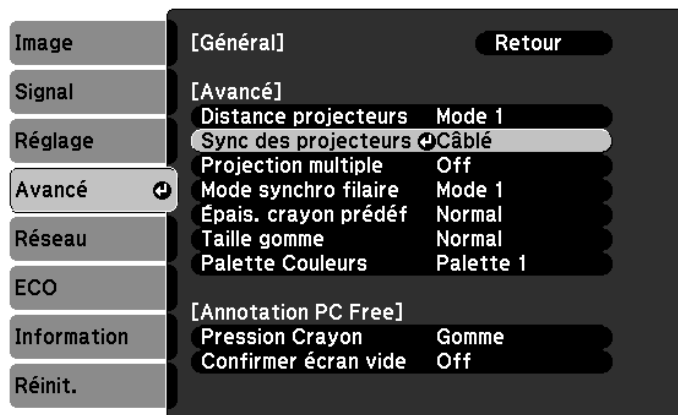 Image
Signal
Réglage
Avancé
Réseau
ECO
Information
Réinit.
[Général] Retour
[Avancé]
Distance projecteurs Mode 1
Sync des projecteurs Câblé
Projection multiple Off
Mode synchro filaire Mode 1
Épais. crayon prédéf Normal
Taille gomme Normal
Palette Couleurs Palette 1
[Annotation PC Free]
Pression Crayon Gomme
Confirmer écran vide Off